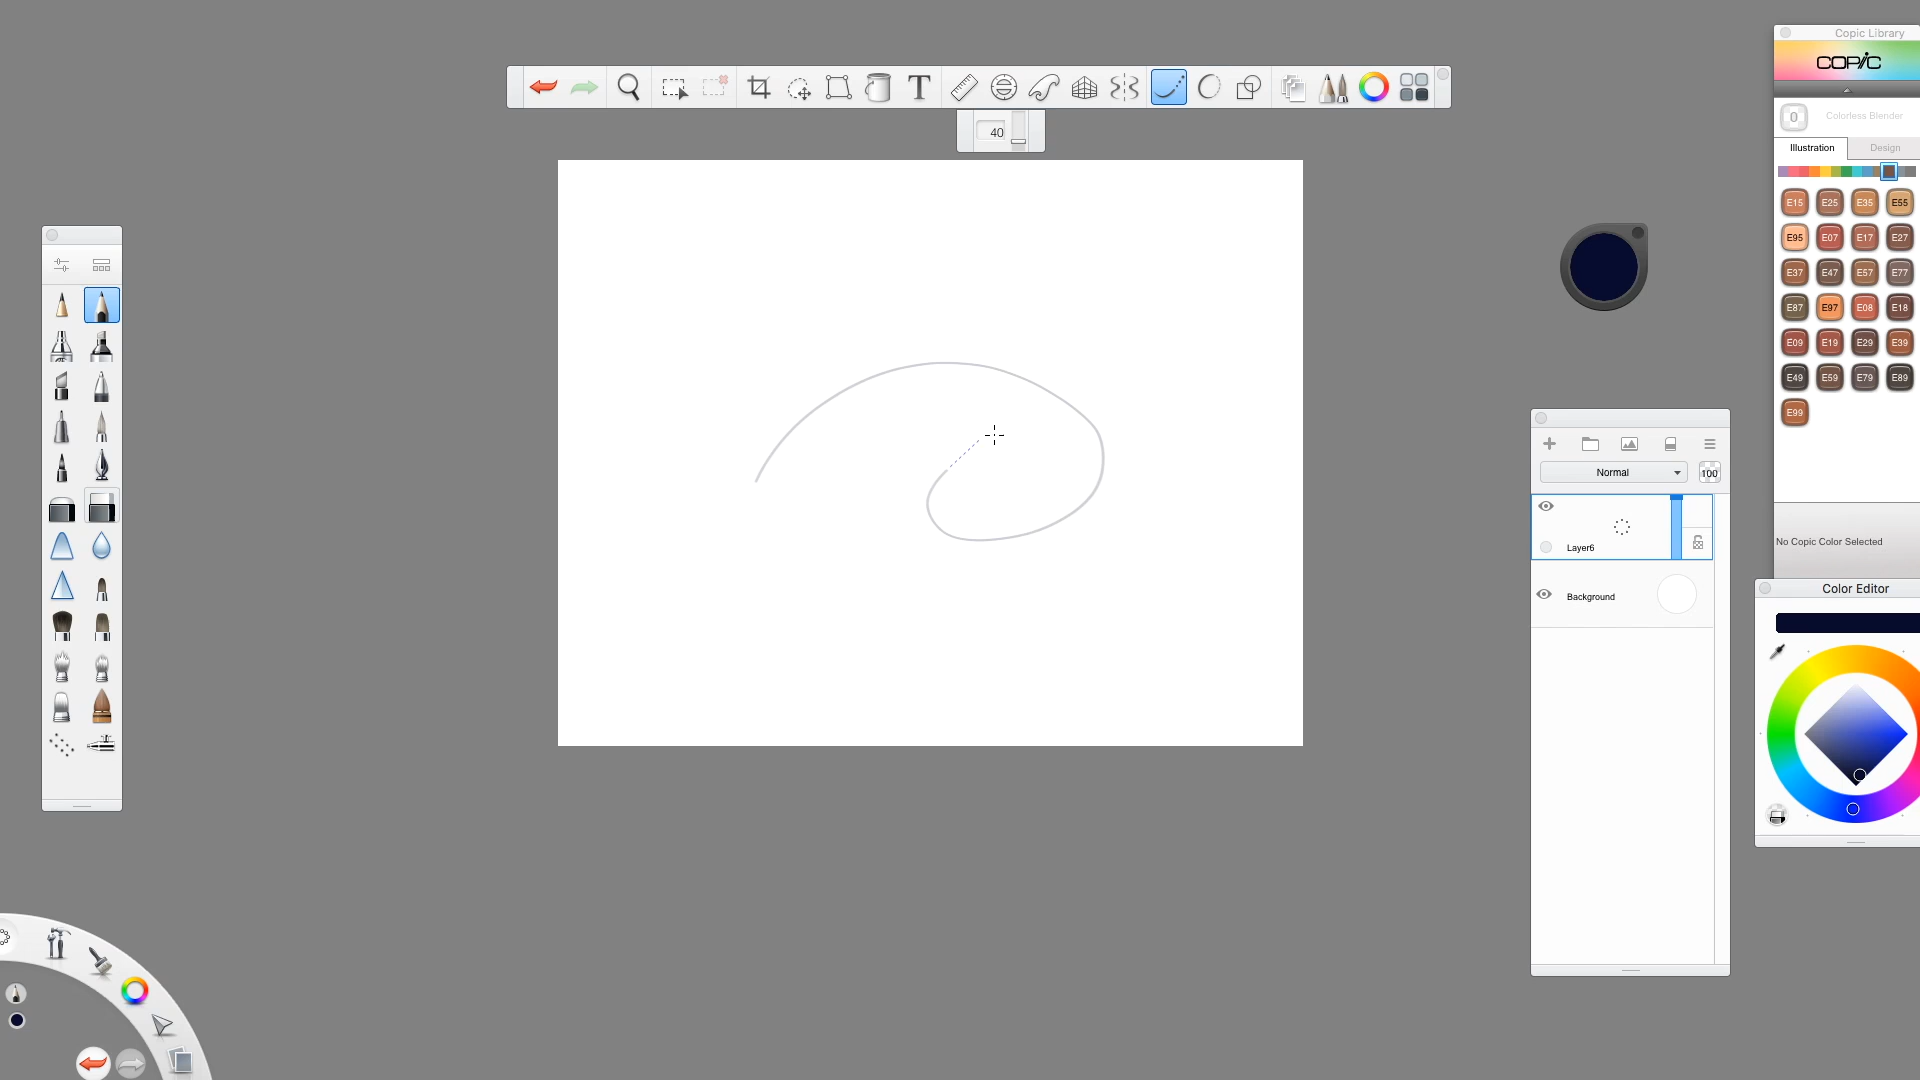 Copic Library
COPIC
T
40
0 Colorless Blender
Illustration Design
E15 E25 E35 E55
E95 E07 E17 E27
E37 E47 E57 E77
E87 E97 E08 E18
E09 E19 E29 E39
E49 E59 E79 E89
E99
Normal 100
Layer6
Background
No Copic Color Selected
Color Editor